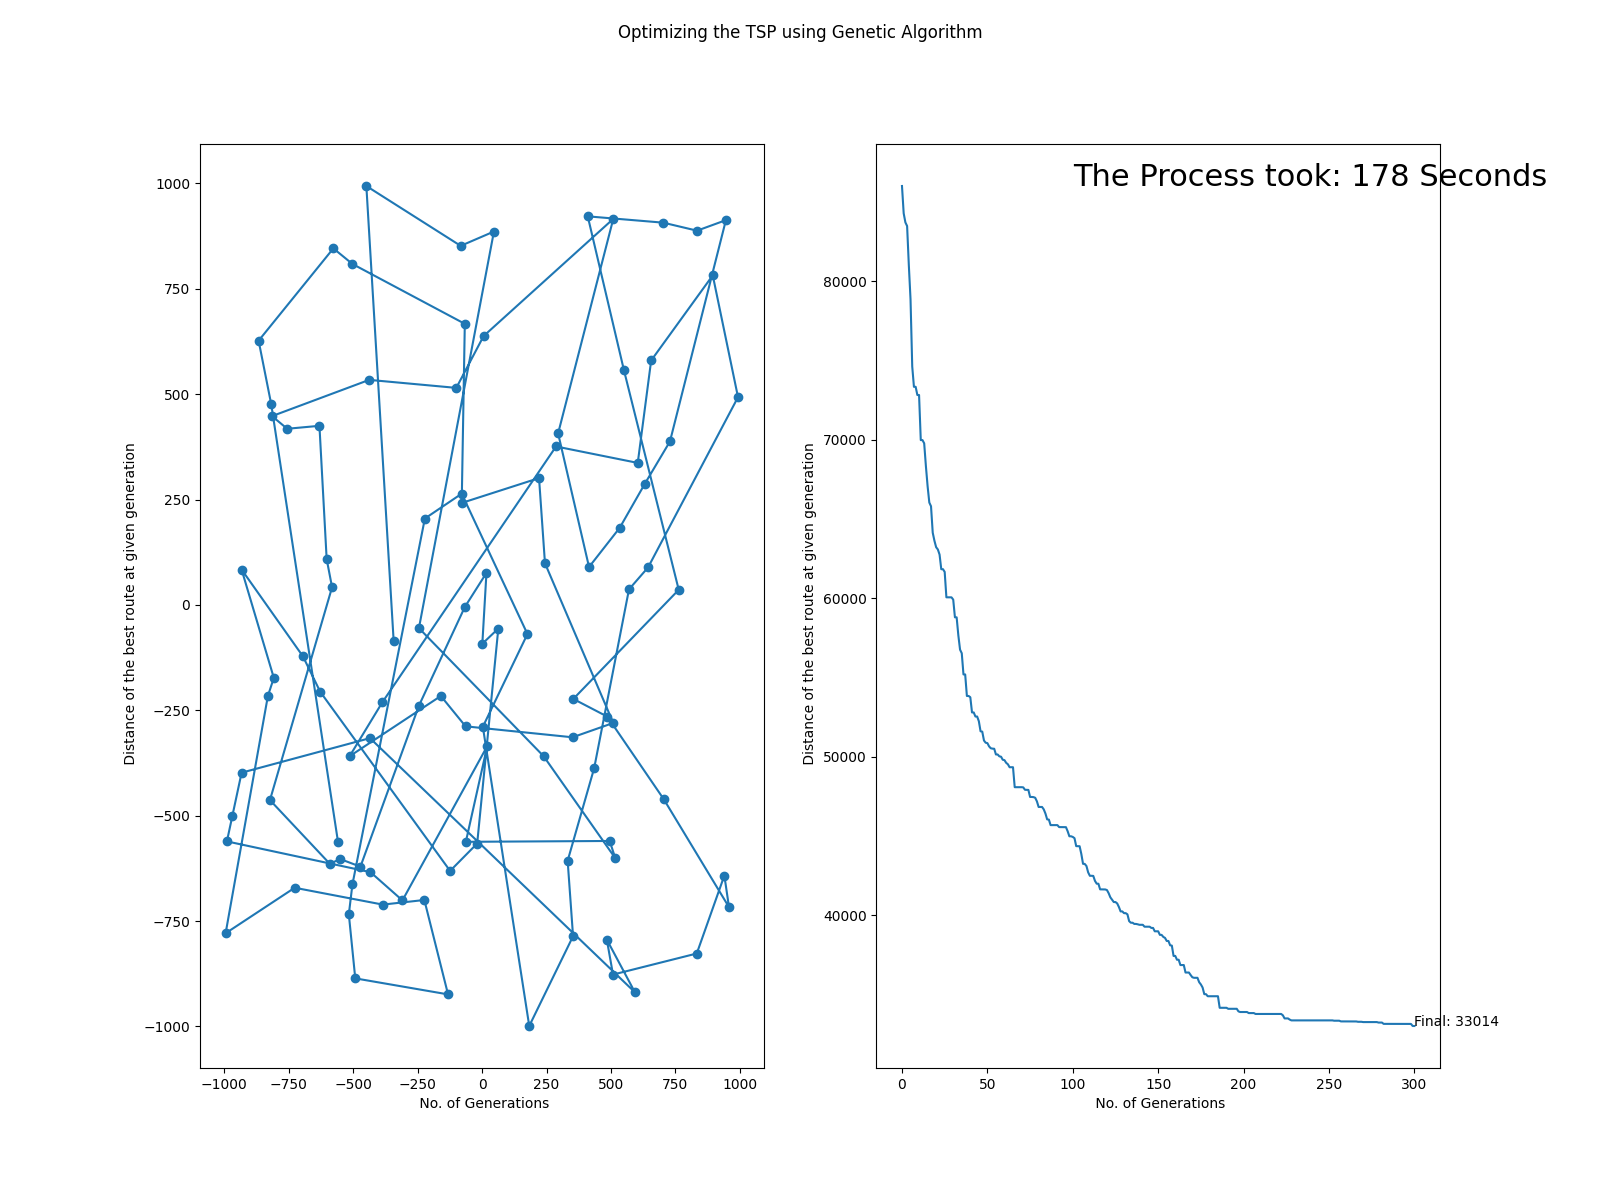 Optimizing the TSP using Genetic Algorithm
Distance of the best route at given generation
1000
750
500
250
0
−250
−500
−750
−1000
−1000 −750 −500 −250 0 250 500 750 1000
No. of Generations
The Process took: 178 Seconds
Distance of the best route at given generation
80000
70000
60000
50000
40000
Final: 33014
0 50 100 150 200 250 300
No. of Generations